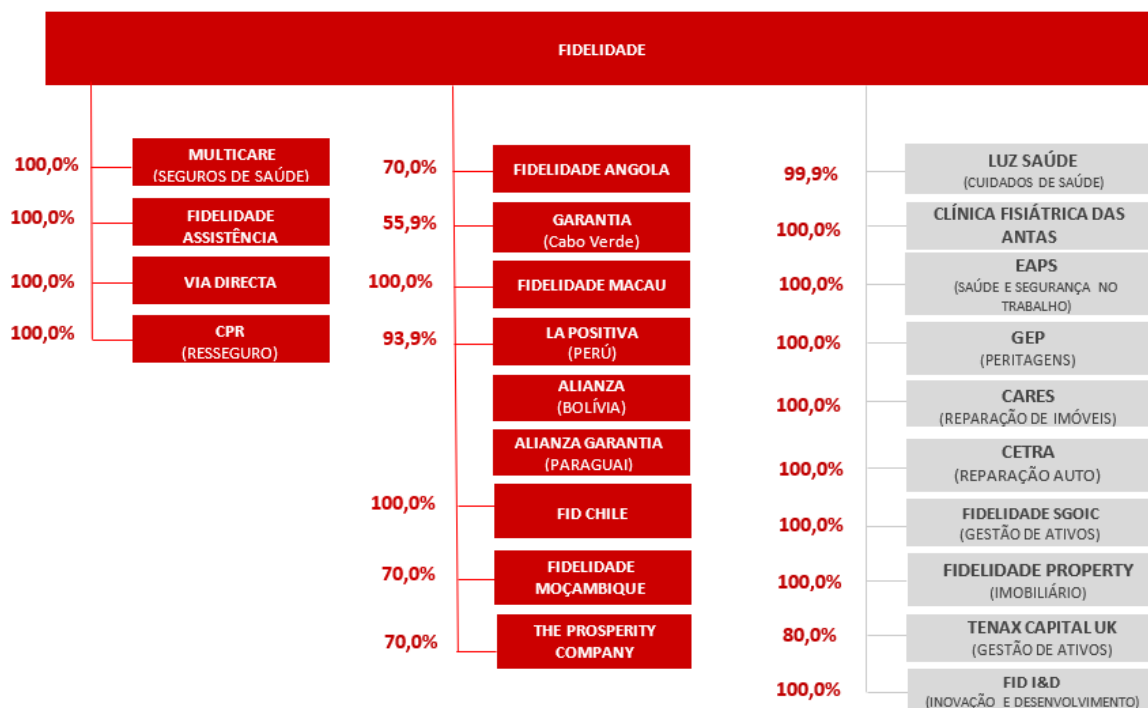 FIDELIDADE
100,0%
MULTICARE
(SEGUROS DE SAÚDE)
100,0%
FIDELIDADE
ASSISTÊNCIA
100,0%
VIA DIRECTA
100,0%
CPR
(RESSEGURO)
70,0%
FIDELIDADE ANGOLA
55,9%
GARANTIA
(Cabo Verde)
100,0%
FIDELIDADE MACAU
93,9%
LA POSITIVA
(PERÚ)
ALIANZA
(BOLÍVIA)
ALIANZA GARANTIA
(PARAGUAI)
100,0%
FID CHILE
70,0%
FIDELIDADE
MOÇAMBIQUE
70,0%
THE PROSPERITY
COMPANY
99,9%
LUZ SAÚDE
(CUIDADOS DE SAÚDE)
100,0%
CLÍNICA FISIÁTRICA DAS
ANTAS
100,0%
EAPS
(SAÚDE E SEGURANÇA NO
TRABALHO)
100,0%
GEP
(PERITAGENS)
100,0%
CARES
(REPARAÇÃO DE IMÓVEIS)
100,0%
CETRA
(REPARAÇÃO AUTO)
100,0%
FIDELIDADE SGOIC
(GESTÃO DE ATIVOS)
100,0%
FIDELIDADE PROPERTY
(IMOBILIÁRIO)
80,0%
TENAX CAPITAL UK
(GESTÃO DE ATIVOS)
100,0%
FID I&D
(INOVAÇÃO E DESENVOLVIMENTO)